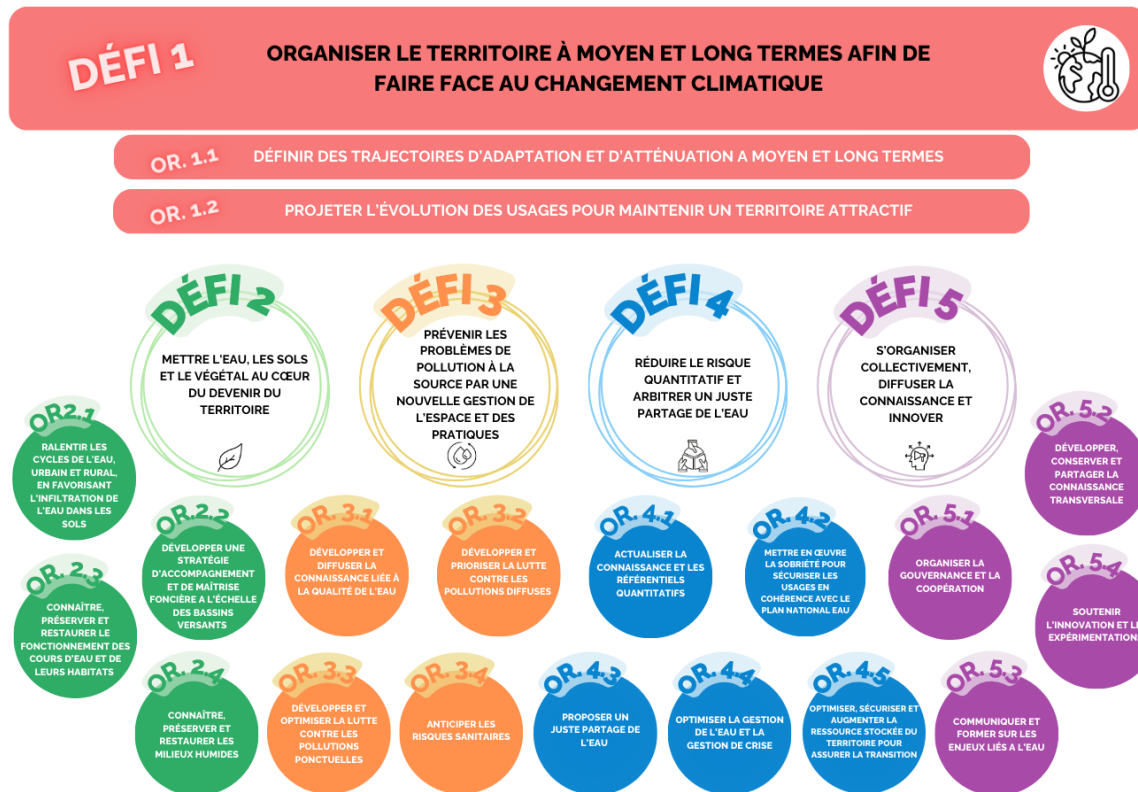 DÉFI 1
ORGANISER LE TERRITOIRE À MOYEN ET LONG TERMES AFIN DE
FAIRE FACE AU CHANGEMENT CLIMATIQUE
OR. 1.1
DÉFINIR DES TRAJECTOIRES D'ADAPTATION ET D'ATTÉNUATION A MOYEN ET LONG TERMES
OR. 1.2
PROJETER L'ÉVOLUTION DES USAGES POUR MAINTENIR UN TERRITOIRE ATTRACTIF
DÉFI 2
METTRE L'EAU, LES SOLS
ET LE VÉGÉTAL AU CŒUR
DU DEVENIR DU
TERRITOIRE
DÉFI 3
PRÉVENIR LES
PROBLÈMES DE
POLLUTION À LA
SOURCE PAR UNE
NOUVELLE GESTION DE
L'ESPACE ET DES
PRATIQUES
DÉFI 4
RÉDUIRE LE RISQUE
QUANTITATIF ET
ARBITRER UN JUSTE
PARTAGE DE L'EAU
DÉFI 5
S'ORGANISER
COLLECTIVEMENT,
DIFFUSER LA
CONNAISSANCE ET
INNOVER
OR2.1
RALENTIR LES
CYCLES DE L'EAU,
URBAIN ET RURAL,
EN FAVORISANT
L'INFILTRATION DE
L'EAU DANS LES
SOLS
OR.2.2
DÉVELOPPER UNE
STRATÉGIE
D'ACCOMPAGNEMENT
ET DE MAÎTRISE
FONCIÈRE A L'ÉCHELLE
DES BASSINS
VERSANTS
OR. 3.1
DÉVELOPPER ET
DIFFUSER LA
CONNAISSANCE LIÉE À
LA QUALITÉ DE L'EAU
OR. 3.2
DÉVELOPPER ET
PRIORISER LA LUTTE
CONTRE LES
POLLUTIONS DIFFUSES
OR. 4.1
ACTUALISER LA
CONNAISSANCE ET LES
RÉFÉRENTIELS
QUANTITATIFS
OR. 4.2
METTRE EN ŒUVRE
LA SOBRIÉTÉ POUR
SÉCURISER LES
USAGES EN
COHÉRENCE AVEC LE
PLAN NATIONAL EAU
OR. 5.1
ORGANISER LA
GOUVERNANCE ET LA
COOPÉRATION
OR. 5.2
DÉVELOPPER,
CONSERVER ET
PARTAGER LA
CONNAISSANCE
TRANSVERSALE
OR. 2.3
CONNAÎTRE,
PRÉSERVER ET
RESTAURER LE
FONCTIONNEMENT DES
COURS D'EAU ET DE
LEURS HABITATS
OR. 2.4
CONNAÎTRE,
PRÉSERVER ET
RESTAURER LES
MILIEUX HUMIDES
OR. 3.3
DÉVELOPPER ET
OPTIMISER LA LUTTE
CONTRE LES
POLLUTIONS
PONCTUELLES
OR. 3.4
ANTICIPER LES
RISQUES SANITAIRES
OR. 4.3
PROPOSER UN
JUSTE PARTAGE DE
L'EAU
OR. 4.4
OPTIMISER LA GESTION
DE L'EAU ET LA
GESTION DE CRISE
OR. 4.5
OPTIMISER, SÉCURISER ET
AUGMENTER LA
RESSOURCE STOCKÉE DU
TERRITOIRE POUR
ASSURER LA TRANSITION
OR. 5.3
COMMUNIQUER ET
FORMER SUR LES
ENJEUX LIÉS A L'EAU
OR. 5.4
SOUTENIR
L'INNOVATION ET L
EXPÉRIMENTATION